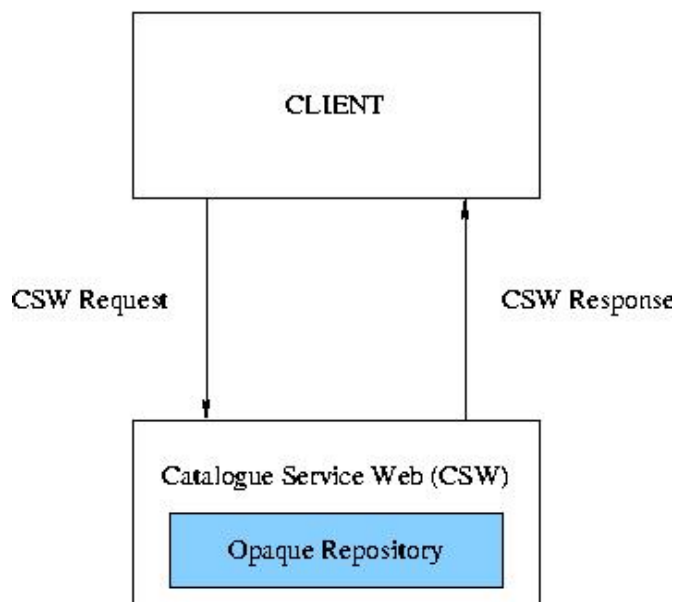 CLIENT
CSW Request
CSW Response
Catalogue Service Web (CSW)
Opaque Repository